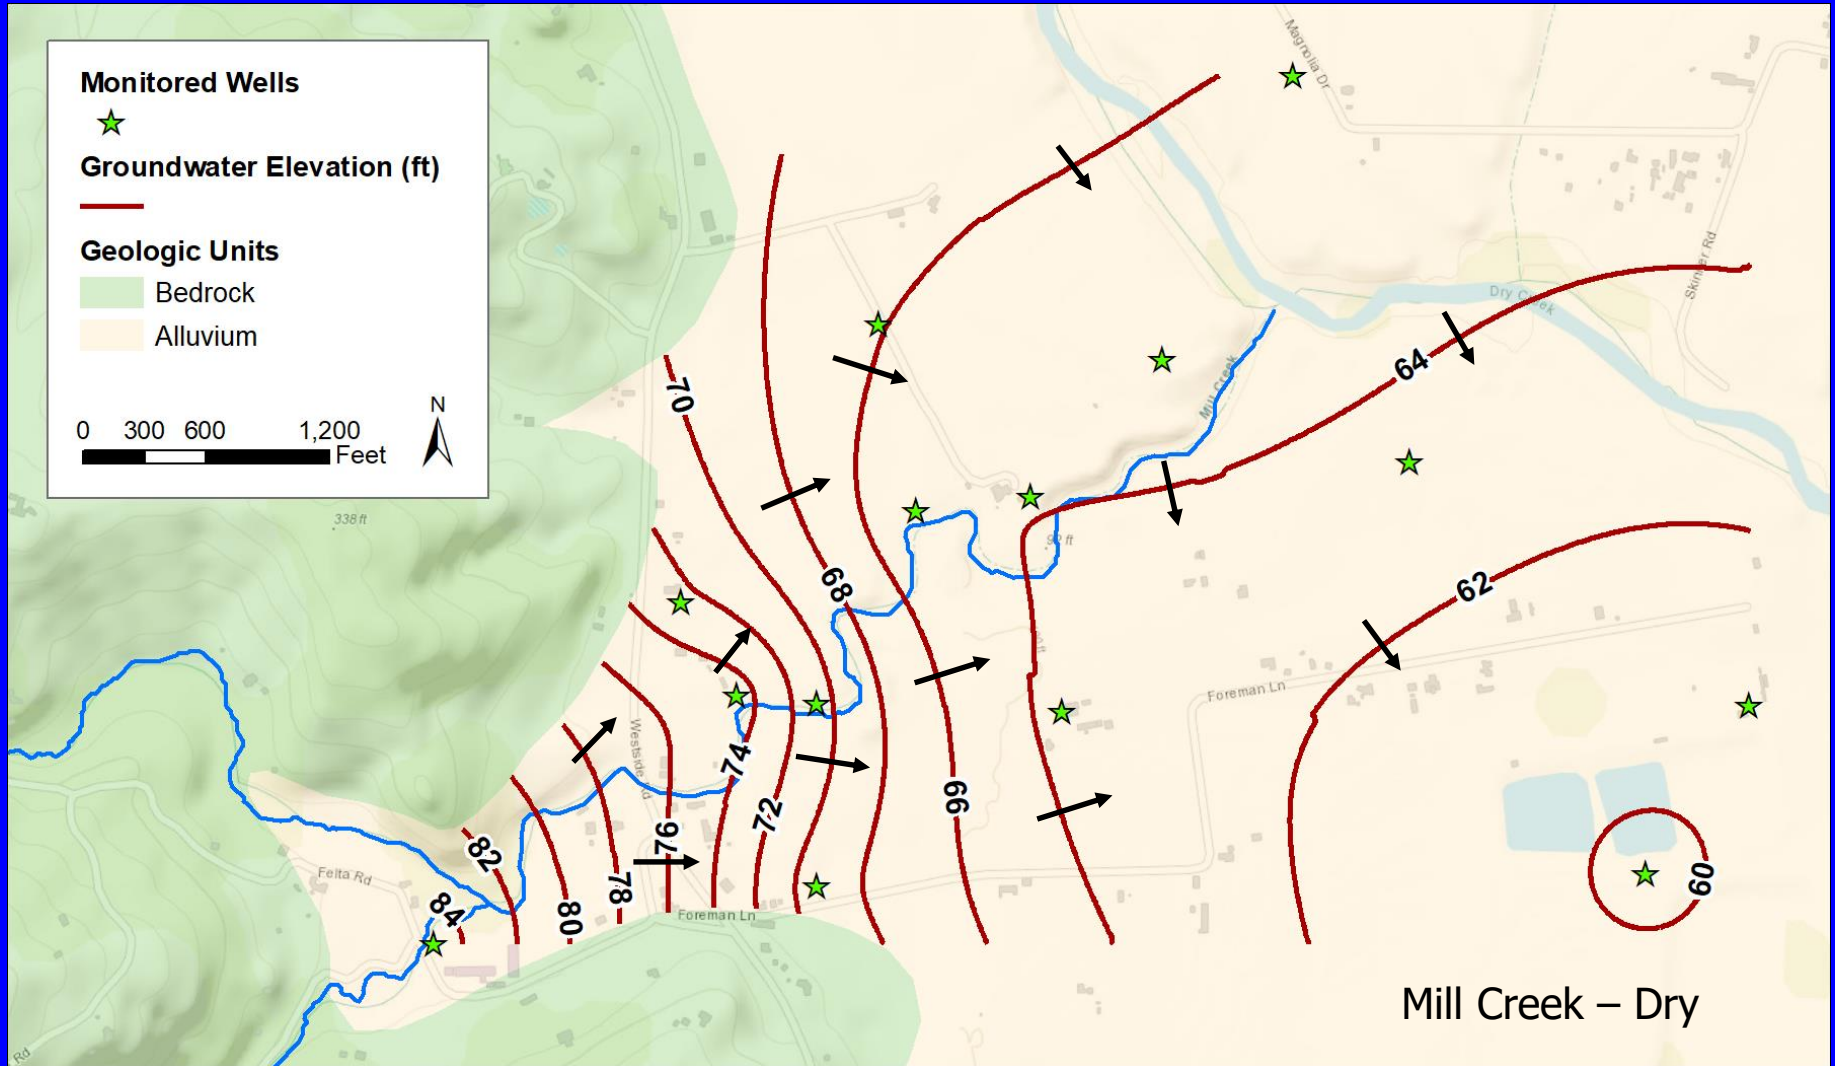 Monitored Wells
Groundwater Elevation (ft)
Geologic Units
Bedrock
Alluvium
0 300 600 1,200
Feet
N
Magnolia Dr
Skinner Rd
Dry Creek
Mill Creek
64
70
338 ft
68
62
Foreman Ln
Westside Rd
74
72
66
76
78
80
82
84
60
Felta Rd
Foreman Ln
Rd
Mill Creek – Dry